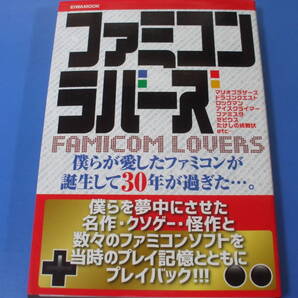 EIWAMOOK
ファミコン
ラバーズ
マリオブラザーズ
ドラゴンクエスト
ロックマン
アイスクライマー
ファミスタ
ゼビウス
たけしの挑戦状
etc…
FAMICOM LOVERS
僕らが愛したファミコンが
誕生して30年が過ぎた…。
僕らを夢中にさせた
名作・クソゲー・怪作と
数々のファミコンソフトを
当時のプレイ記憶とともに
プレイバック!!!